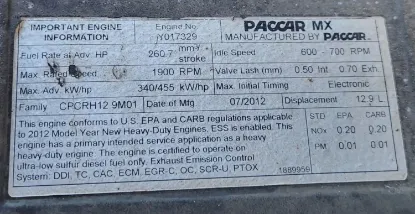 IMPORTANT ENGINE INFORMATION
Engine No.
Y017329
PACCAR MX
MANUFACTURED BY PACCAR
Fuel Rate at Adv. HP 260.7 mm³/stroke
Idle Speed 600 - 700 RPM
Max. Rated Speed 1900 RPM
Valve Lash (mm) 0.50 Int. 0.70 Exh.
Max. Adv. kW/hp 340/455 kW/hp
Max. Initial Timing Electronic
Family CPCRH12.9M01
Date of Mfg 07/2012
Displacement 12.9 L
This engine conforms to U.S. EPA and CARB regulations applicable
to 2012 Model Year New Heavy-Duty Engines. ESS is enabled. This
engine has a primary intended service application as a heavy
heavy-duty engine. The engine is certified to operate on
ultra-low sulfur diesel fuel only. Exhaust Emission Control
System: DDI, TC, CAC, ECM, EGR-C, OC, SCR-U, PTOX
STD EPA CARB
NOx 0.20 0.20
PM 0.01 0.01
1889959